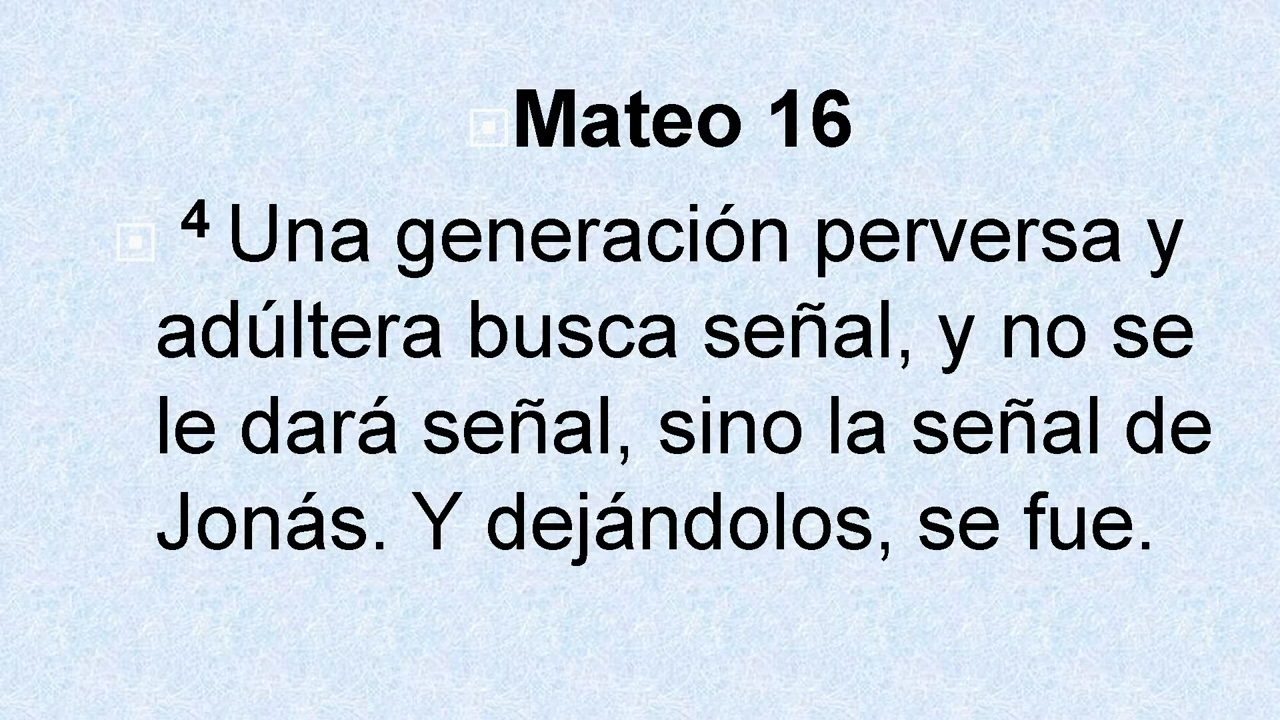 Mateo 16
4 Una generación perversa y
adúltera busca señal, y no se
le dará señal, sino la señal de
Jonás. Y dejándolos, se fue.